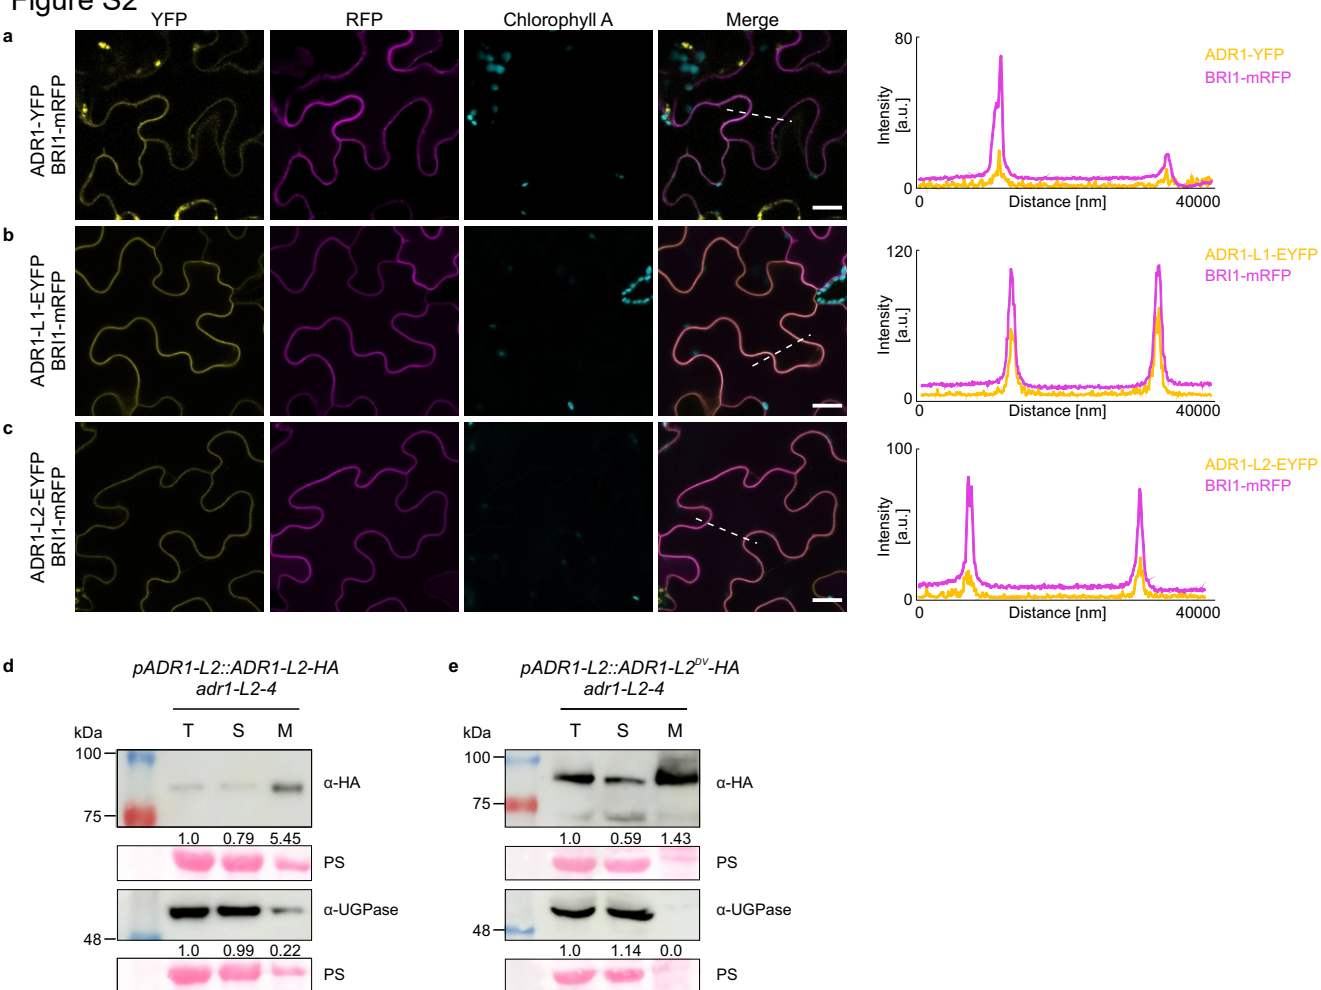 Figure S2
YFP RFP Chlorophyll A Merge
a
ADR1-YFP
BRI1-mRFP
80
0
Intensity
[a.u.]
0 Distance [nm] 40000
ADR1-YFP
BRI1-mRFP
b
ADR1-L1-EYFP
BRI1-mRFP
120
0
Intensity
[a.u.]
0 Distance [nm] 40000
ADR1-L1-EYFP
BRI1-mRFP
c
ADR1-L2-EYFP
BRI1-mRFP
100
0
Intensity
[a.u.]
0 Distance [nm] 40000
ADR1-L2-EYFP
BRI1-mRFP
d
pADR1-L2::ADR1-L2-HA
adr1-L2-4
kDa T S M
100
75
α-HA
1.0 0.79 5.45
PS
α-UGPase
48
1.0 0.99 0.22
PS
e
pADR1-L2::ADR1-L2DV-HA
adr1-L2-4
kDa T S M
100
75
α-HA
1.0 0.59 1.43
PS
α-UGPase
48
1.0 1.14 0.0
PS